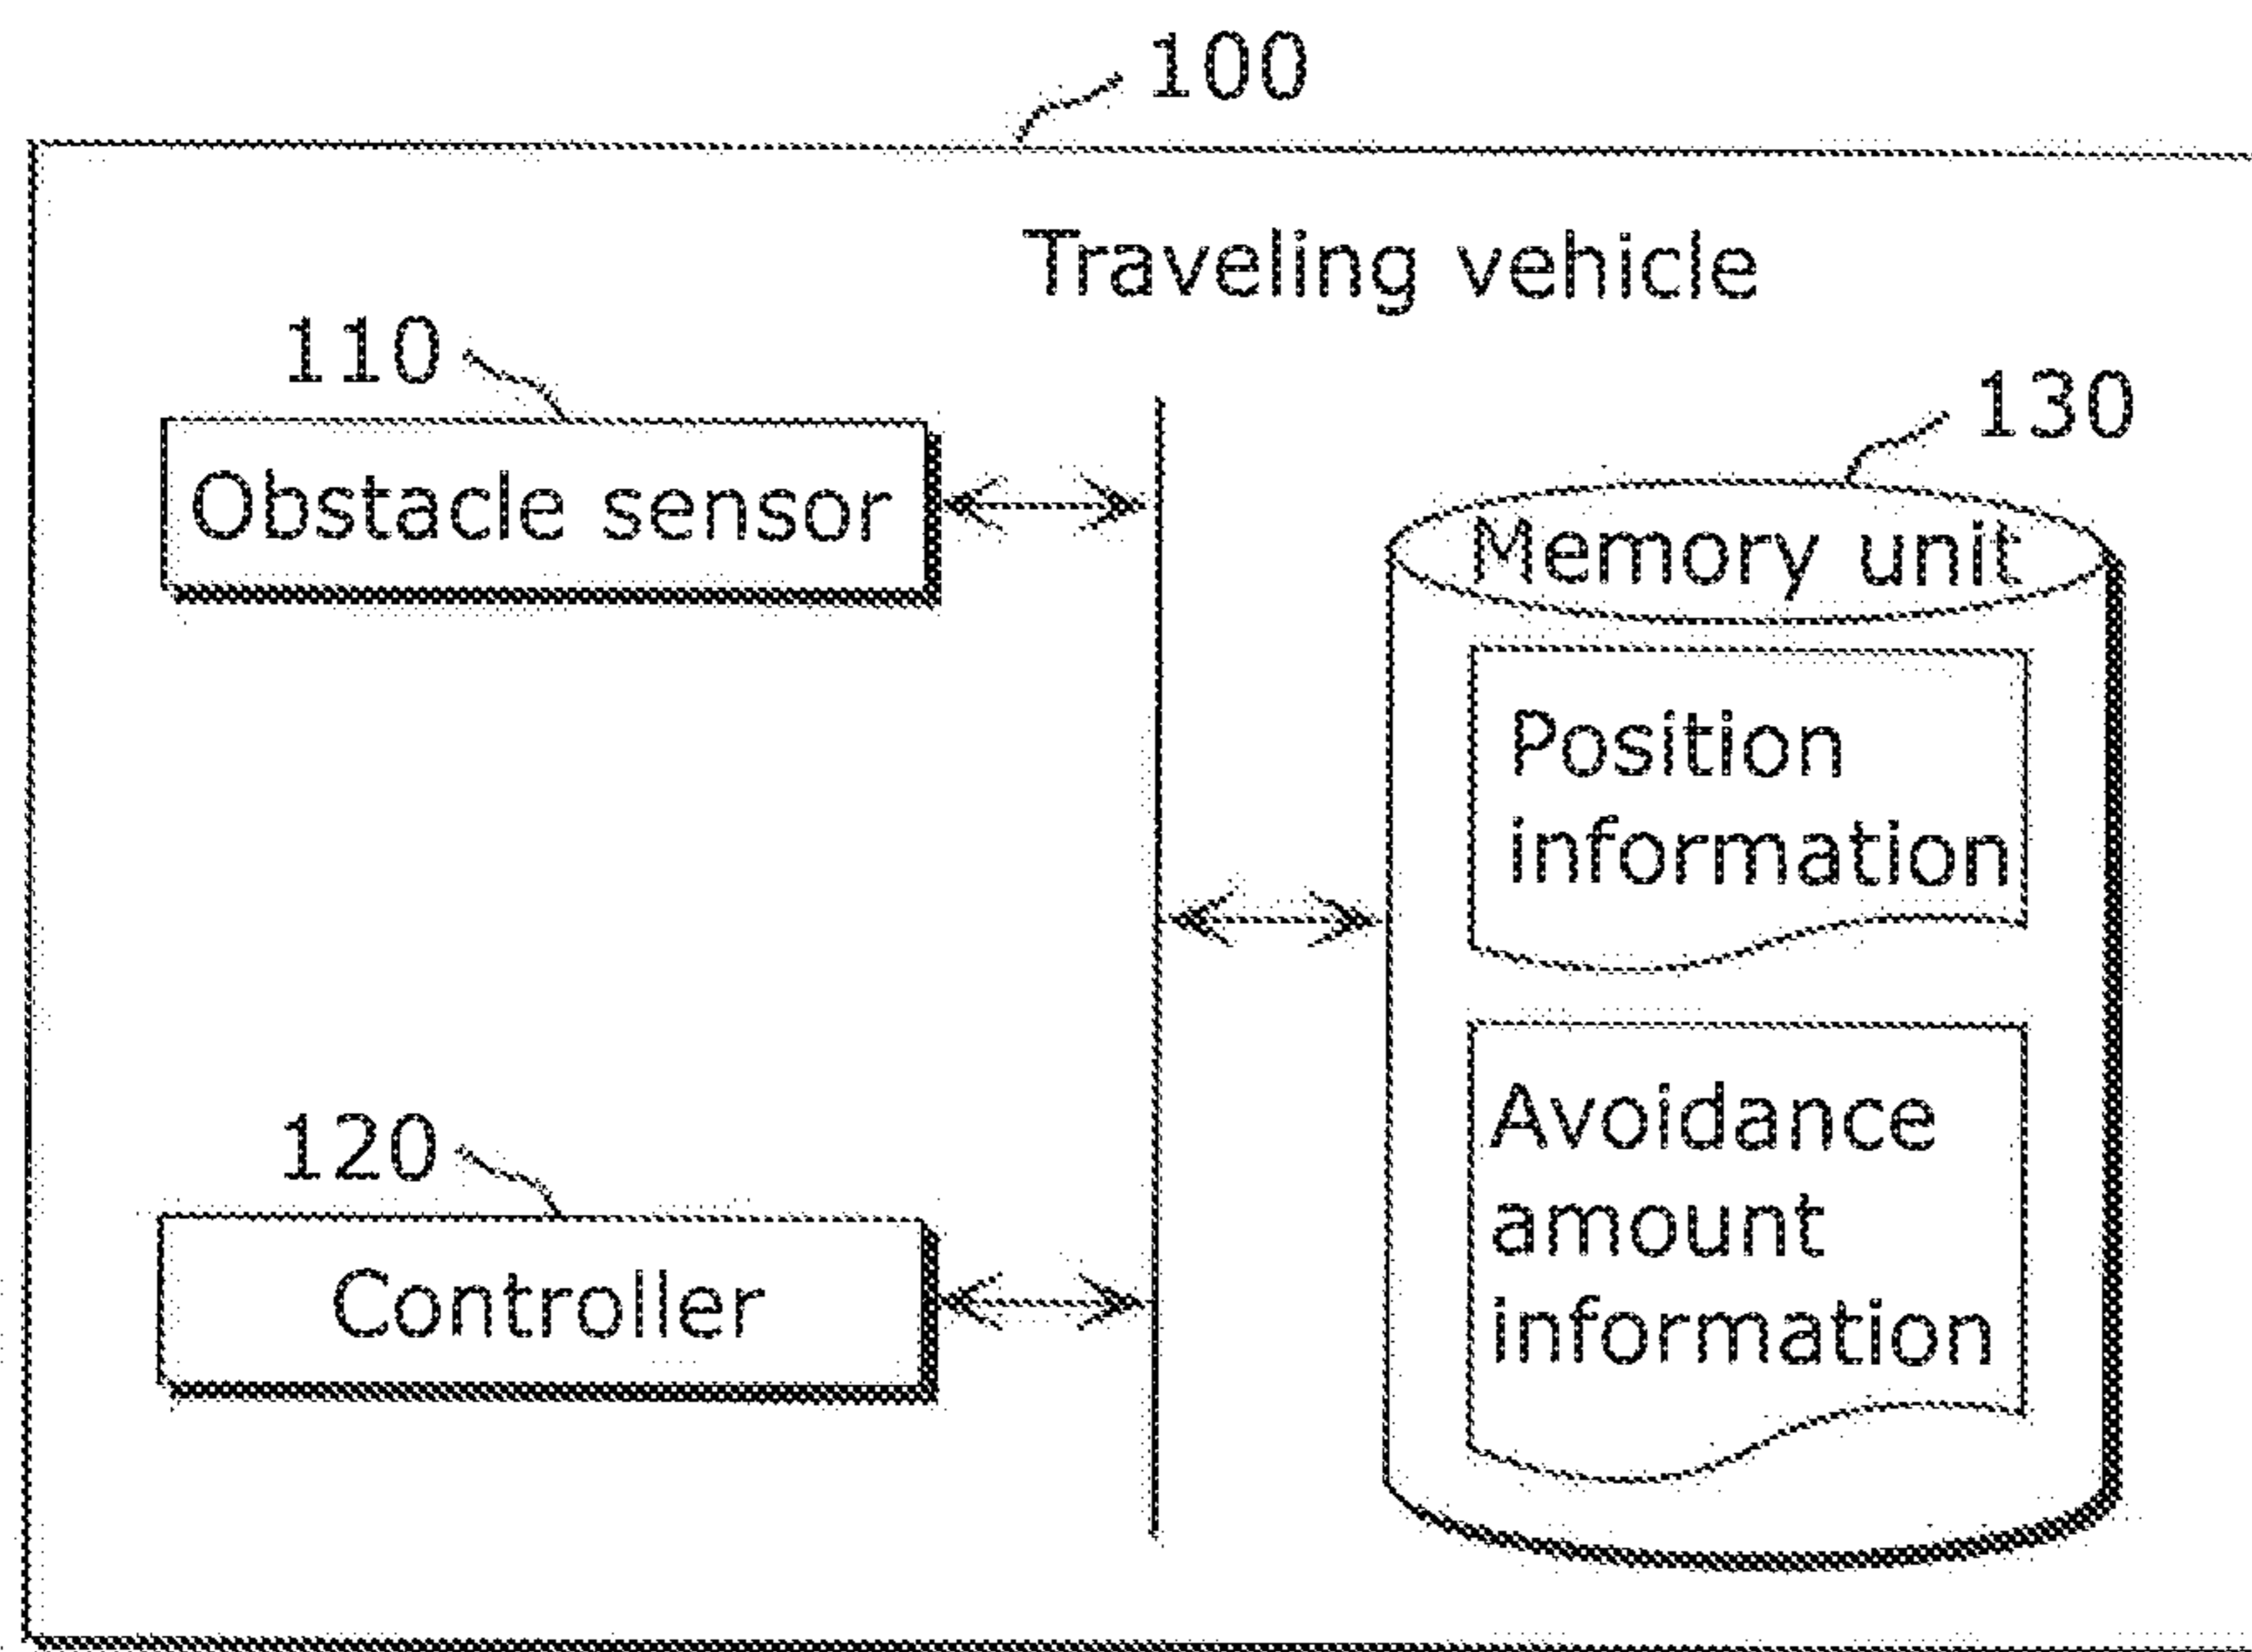 100
Traveling vehicle
110
Obstacle sensor
130
Memory unit
Position
information
Avoidance
amount
information
120
Controller